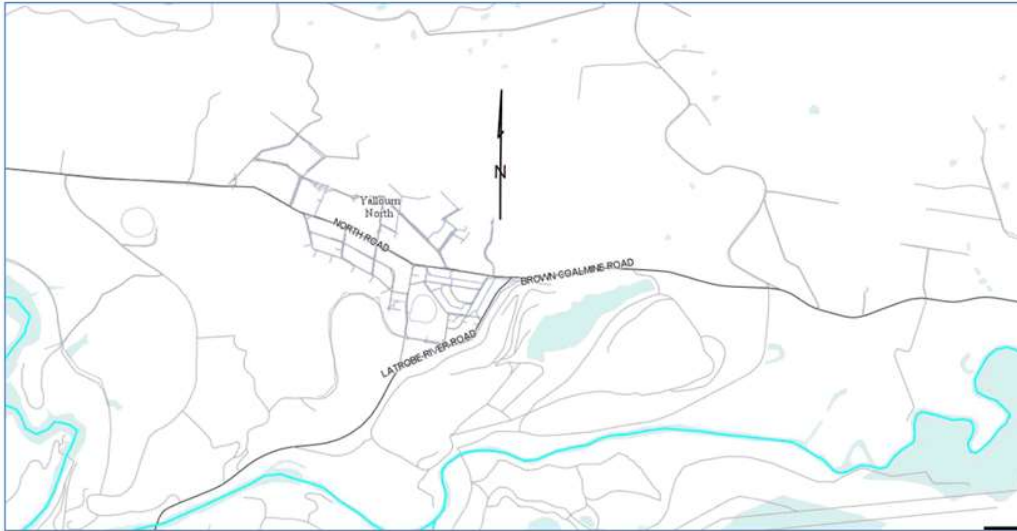 N
Yallourn
North
NORTH ROAD
BROWN COALMINE ROAD
LATROBE RIVER ROAD